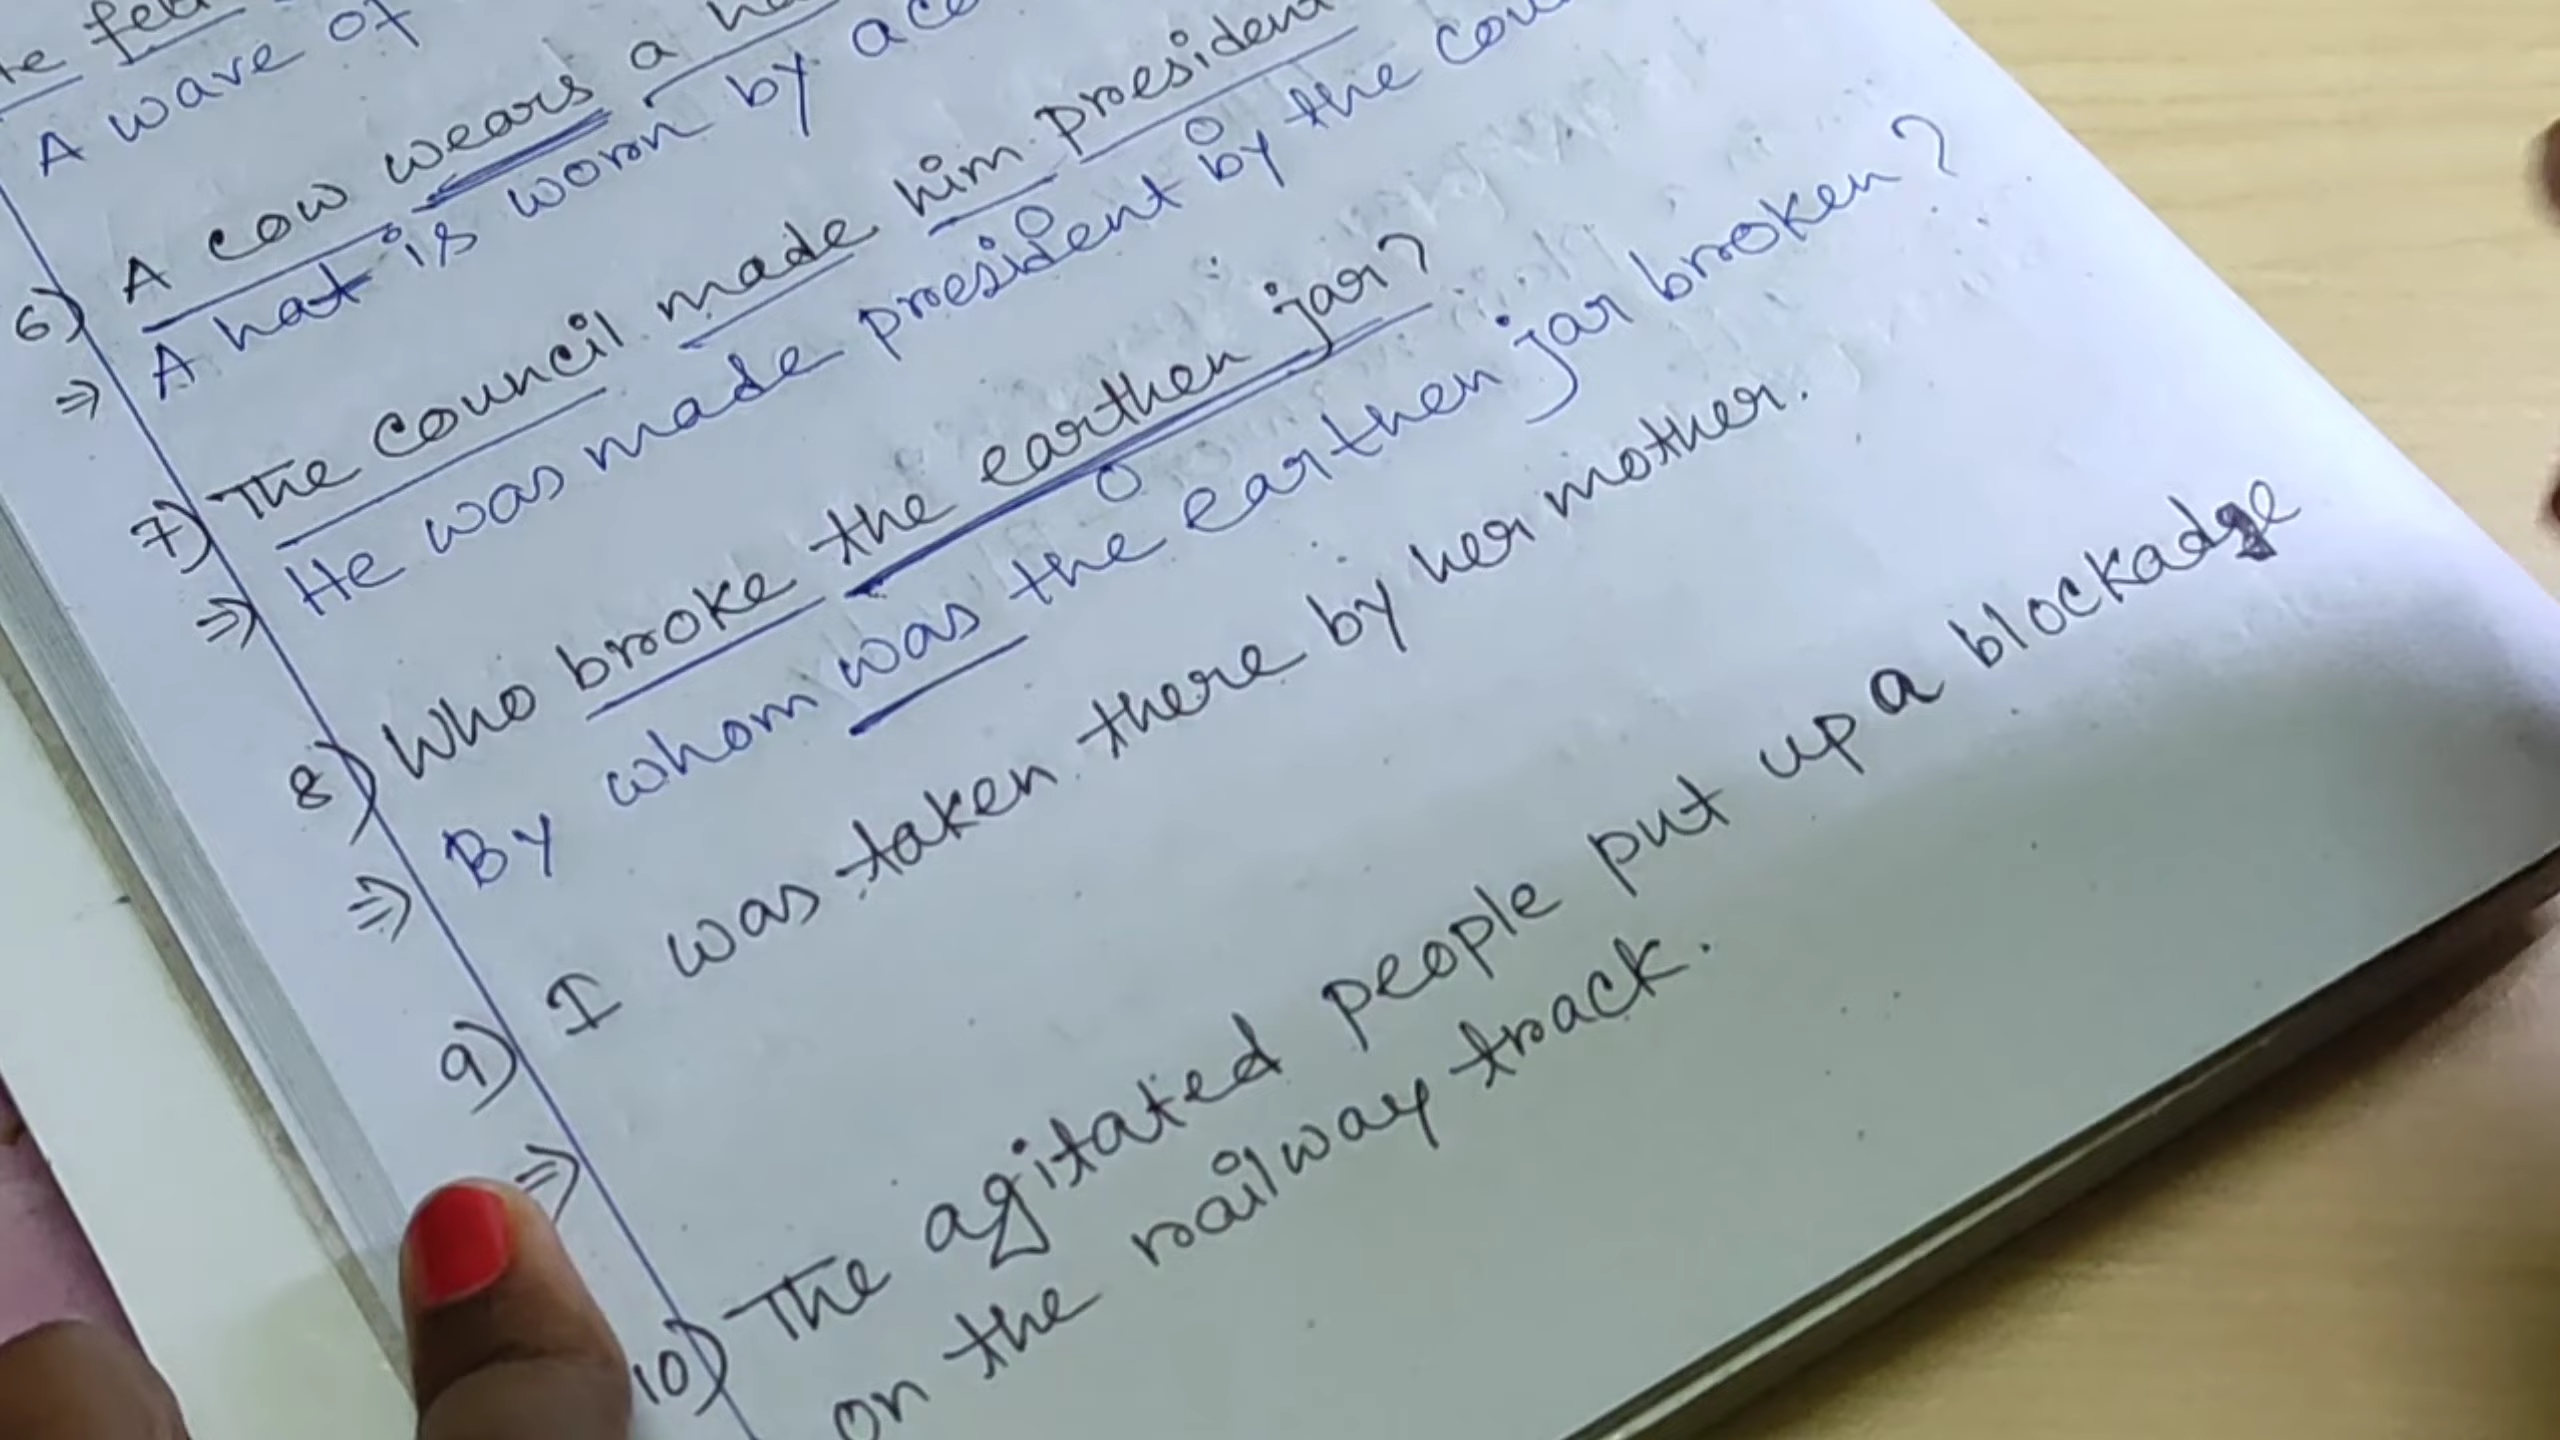 A wave of
6) A cow wears a
⇒ A hat is worn by a
7) The council made him president
⇒ He was made president by the
8) Who broke the earthen jar?
⇒ By whom was the earthen jar broken?
9) I was taken there by her mother.
⇒
10) The agitated people put up a blockadge
on the railway track.